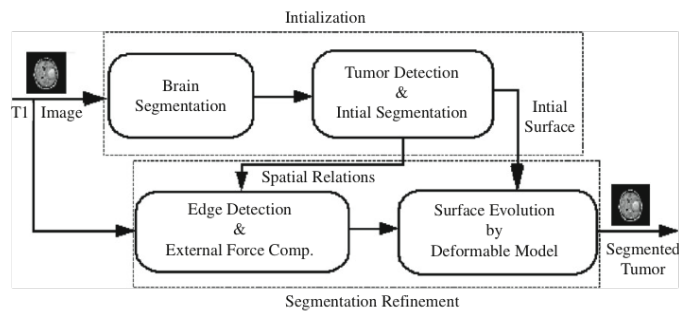 Intialization
T1 Image
Brain
Segmentation
Tumor Detection
&
Intial Segmentation
Intial
Surface
Spatial Relations
Edge Detection
&
External Force Comp.
Surface Evolution
by
Deformable Model
Segmented
Tumor
Segmentation Refinement